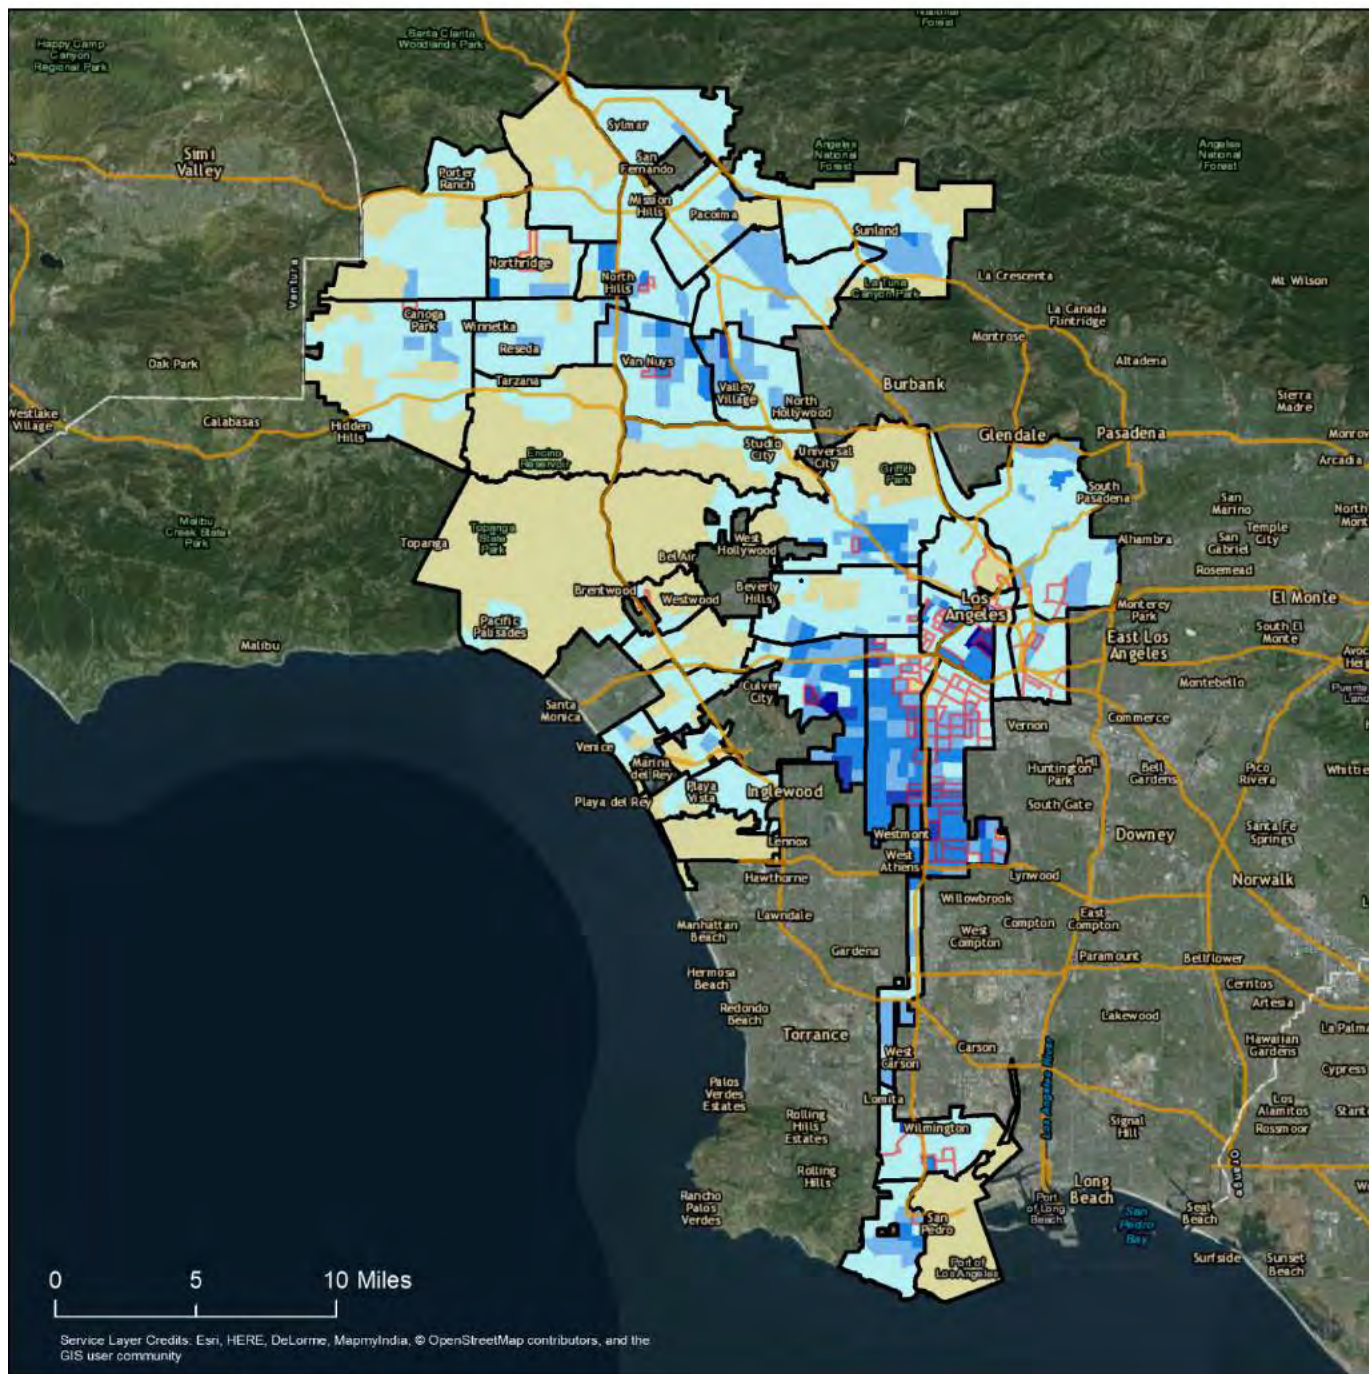 National
Forest
Happy Camp
Canyon
Regional Park
Santa Clarita
Woodlands Park
Sylmar
Simi
Valley
San
Fernando
Angeles
National
Forest
Angeles
National
Forest
Porter
Ranch
Mission
Hills
Pacoima
Sunland
Ventura
Northridge
North
Hills
La Tuna
Canyon Park
La Crescenta
Mt Wilson
Canoga
Park
Winnetka
Reseda
La Canada
Flintridge
Montrose
Oak Park
Van Nuys
Altadena
Tarzana
Valley
Village
Burbank
Sierra
Madre
Westlake
Village
Calabasas
Hidden
Hills
North
Hollywood
Glendale
Pasadena
Studio
City
Universal
City
Encino
Reservoir
Griffith
Park
Arcadia
South
Pasadena
San
Marino
Malibu
Creek State
Park
Topanga
Topanga
State
Park
Bel Air
West
Hollywood
Alhambra
San
Gabriel
Temple
City
Rosemead
Brentwood
Westwood
Beverly
Hills
Los
Angeles
Monterey
Park
El Monte
Pacific
Palisades
South El
Monte
Malibu
East Los
Angeles
Montebello
Santa
Monica
Culver
City
Vernon
Commerce
Venice
Marina
del Rey
Playa
Vista
Inglewood
Huntington
Park
Bell
Bell
Gardens
Pico
Rivera
Playa del Rey
South Gate
Westmont
Downey
Santa Fe
Springs
Lennox
West
Athens
Hawthorne
Lynwood
Norwalk
Willowbrook
Lawndale
Manhattan
Beach
Compton
East
Compton
West
Compton
Gardena
Paramount
Bellflower
Hermosa
Beach
Cerritos
Artesia
Redondo
Beach
Lakewood
Torrance
Hawaiian
Gardens
La Palma
West
Carson
Carson
Los Angeles River
Cypress
Palos
Verdes
Estates
Lomita
Los
Alamitos
Rolling
Hills
Estates
Wilmington
Signal
Hill
Rossmoor
Rolling
Hills
Orange
Long
Beach
Rancho
Palos
Verdes
San
Pedro
Port
of Long
Beach
San
Pedro
Bay
Seal
Beach
Port of
Los Angeles
Surfside
Sunset
Beach
0 5 10 Miles
Service Layer Credits: Esri, HERE, DeLorme, MapmyIndia, © OpenStreetMap contributors, and the
GIS user community